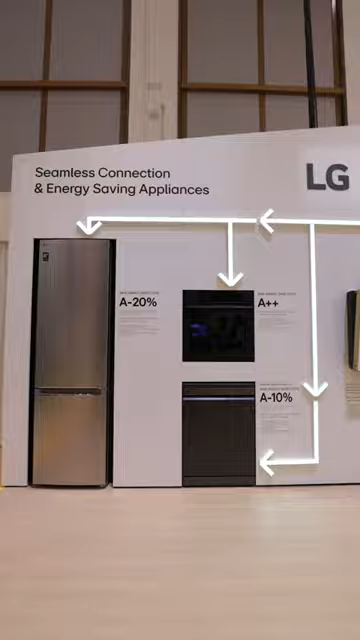 Seamless Connection
& Energy Saving Appliances
LG
A-20%
A++
A-10%